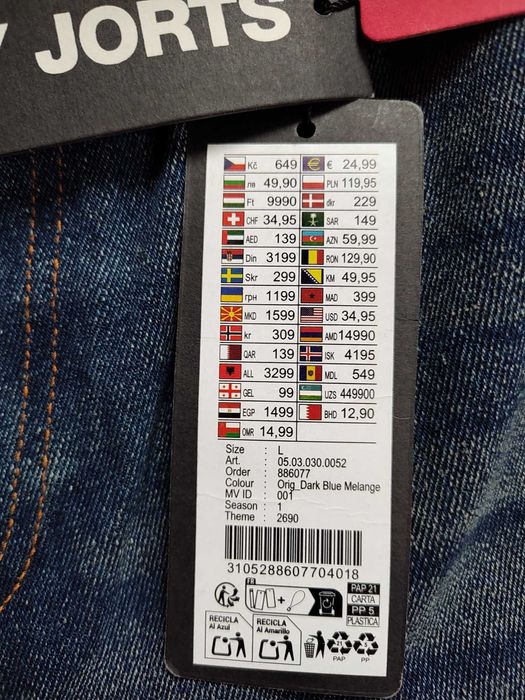 JORTS
Kč 649 € 24,99
лв 49,90 PLN 119,95
Ft 9990 dkr 229
CHF 34,95 SAR 149
AED 139 AZN 59,99
Din 3199 RON 129,90
Skr 299 KM 49,95
грн 1199 MAD 399
MKD 1599 USD 34,95
kr 309 AMD 14990
QAR 139 ISK 4195
ALL 3299 MDL 549
GEL 99 UZS 449900
EGP 1499 BHD 12,90
OMR 14,99
Size : L
Art. : 05.03.030.0052
Order : 886077
Colour : Orig_Dark Blue Melange
MV ID : 001
Season : 1
Theme : 2690
3105288607704018
FR
+
PAP 21
CARTA
PP 5
PLASTICA
RECICLA
Al Azul
RECICLA
Al Amarillo
21
PAP
5
PP